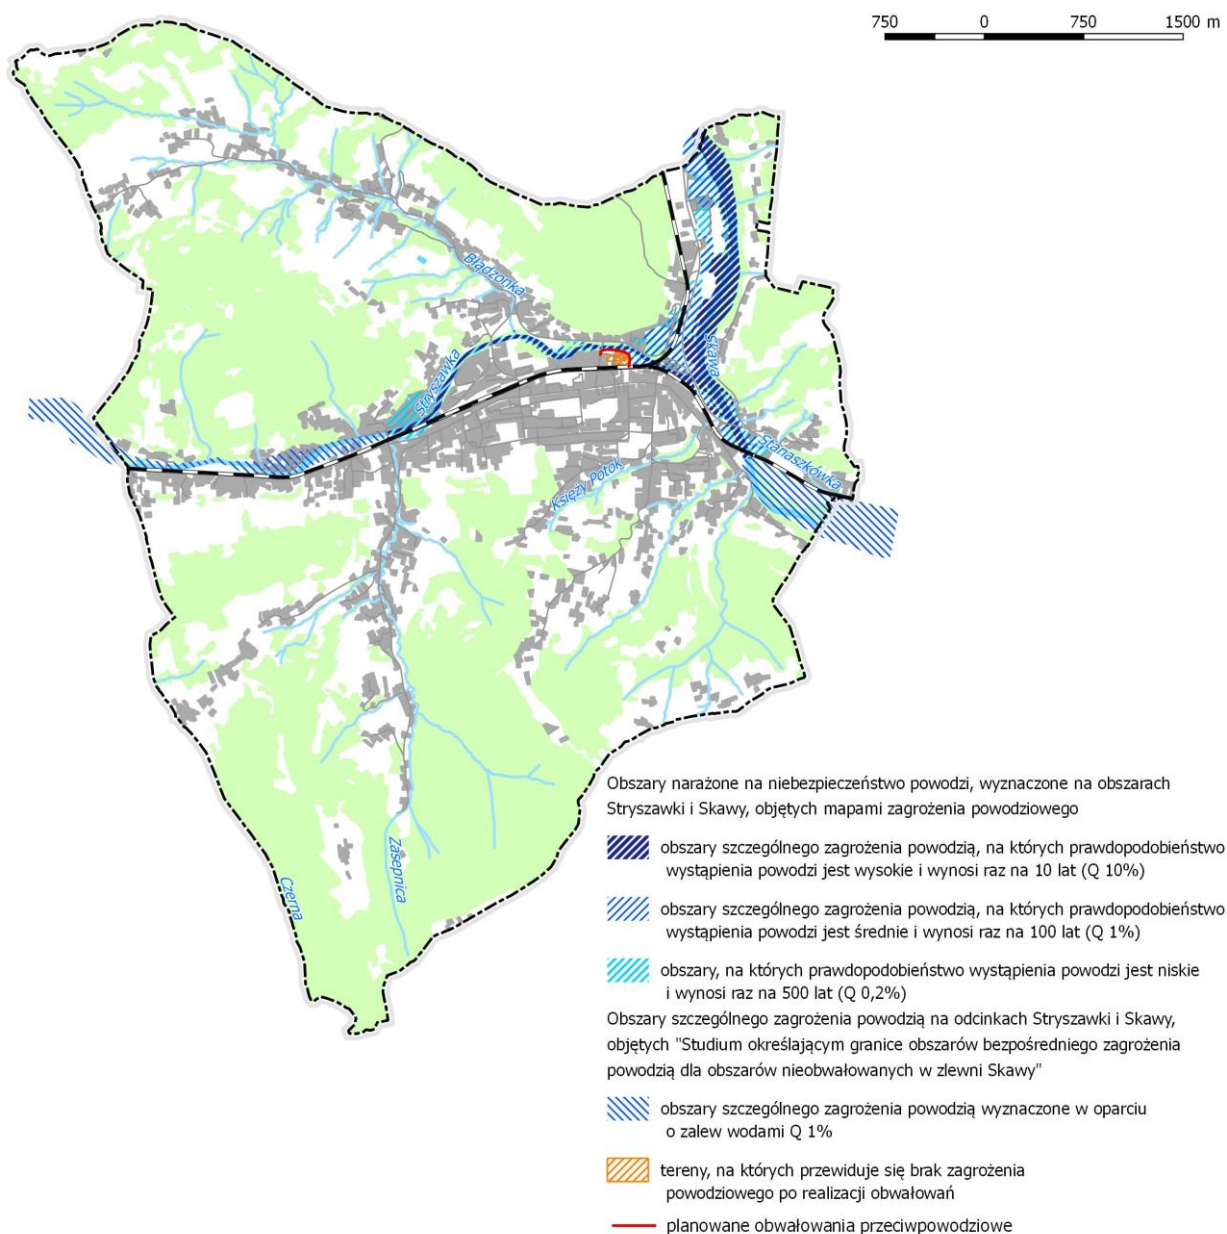 750 0 750 1500 m
Błądzonka
Skawa
Stryszawka
Stanaszkówka
Księży Potok
Zasepnica
Czerna
Obszary narażone na niebezpieczeństwo powodzi, wyznaczone na obszarach
Stryszawki i Skawy, objętych mapami zagrożenia powodziowego
obszary szczególnego zagrożenia powodzią, na których prawdopodobieństwo
wystąpienia powodzi jest wysokie i wynosi raz na 10 lat (Q 10%)
obszary szczególnego zagrożenia powodzią, na których prawdopodobieństwo
wystąpienia powodzi jest średnie i wynosi raz na 100 lat (Q 1%)
obszary, na których prawdopodobieństwo wystąpienia powodzi jest niskie
i wynosi raz na 500 lat (Q 0,2%)
Obszary szczególnego zagrożenia powodzią na odcinkach Stryszawki i Skawy,
objętych "Studium określającym granice obszarów bezpośredniego zagrożenia
powodzią dla obszarów nieobwałowanych w zlewni Skawy"
obszary szczególnego zagrożenia powodzią wyznaczone w oparciu
o zalew wodami Q 1%
tereny, na których przewiduje się brak zagrożenia
powodziowego po realizacji obwałowań
planowane obwałowania przeciwpowodziowe